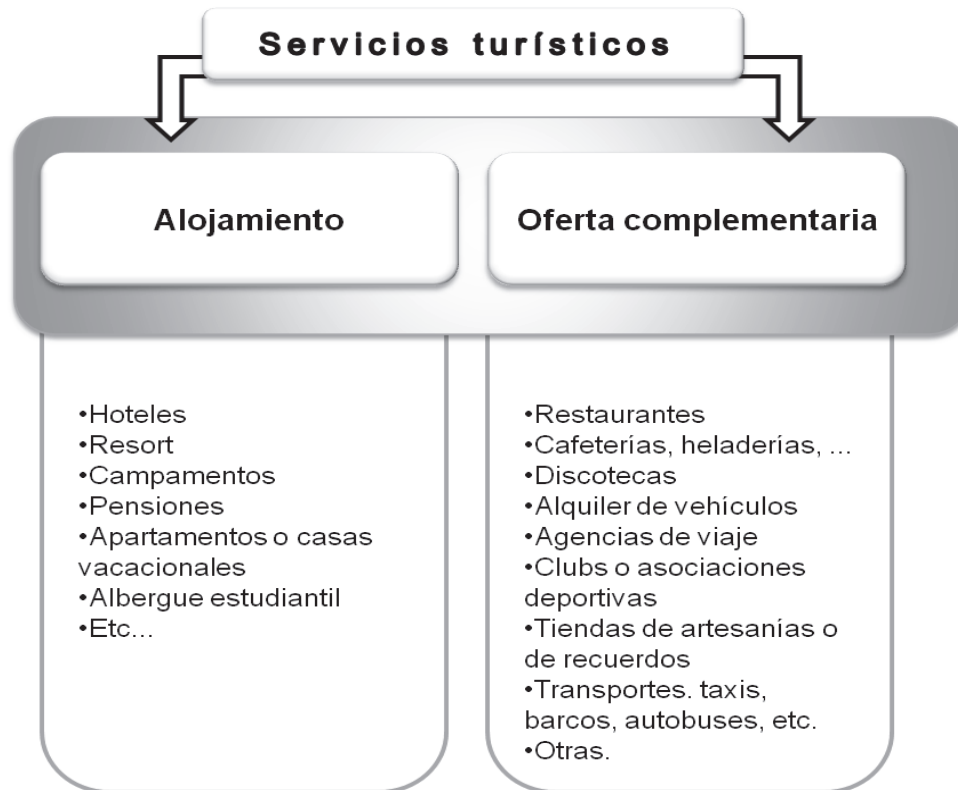 Servicios turísticos
Alojamiento
Oferta complementaria
•Hoteles
•Resort
•Campamentos
•Pensiones
•Apartamentos o casas
vacacionales
•Albergue estudiantil
•Etc...
•Restaurantes
•Cafeterías, heladerías, ...
•Discotecas
•Alquiler de vehículos
•Agencias de viaje
•Clubs o asociaciones
deportivas
•Tiendas de artesanías o
de recuerdos
•Transportes. taxis,
barcos, autobuses, etc.
•Otras.